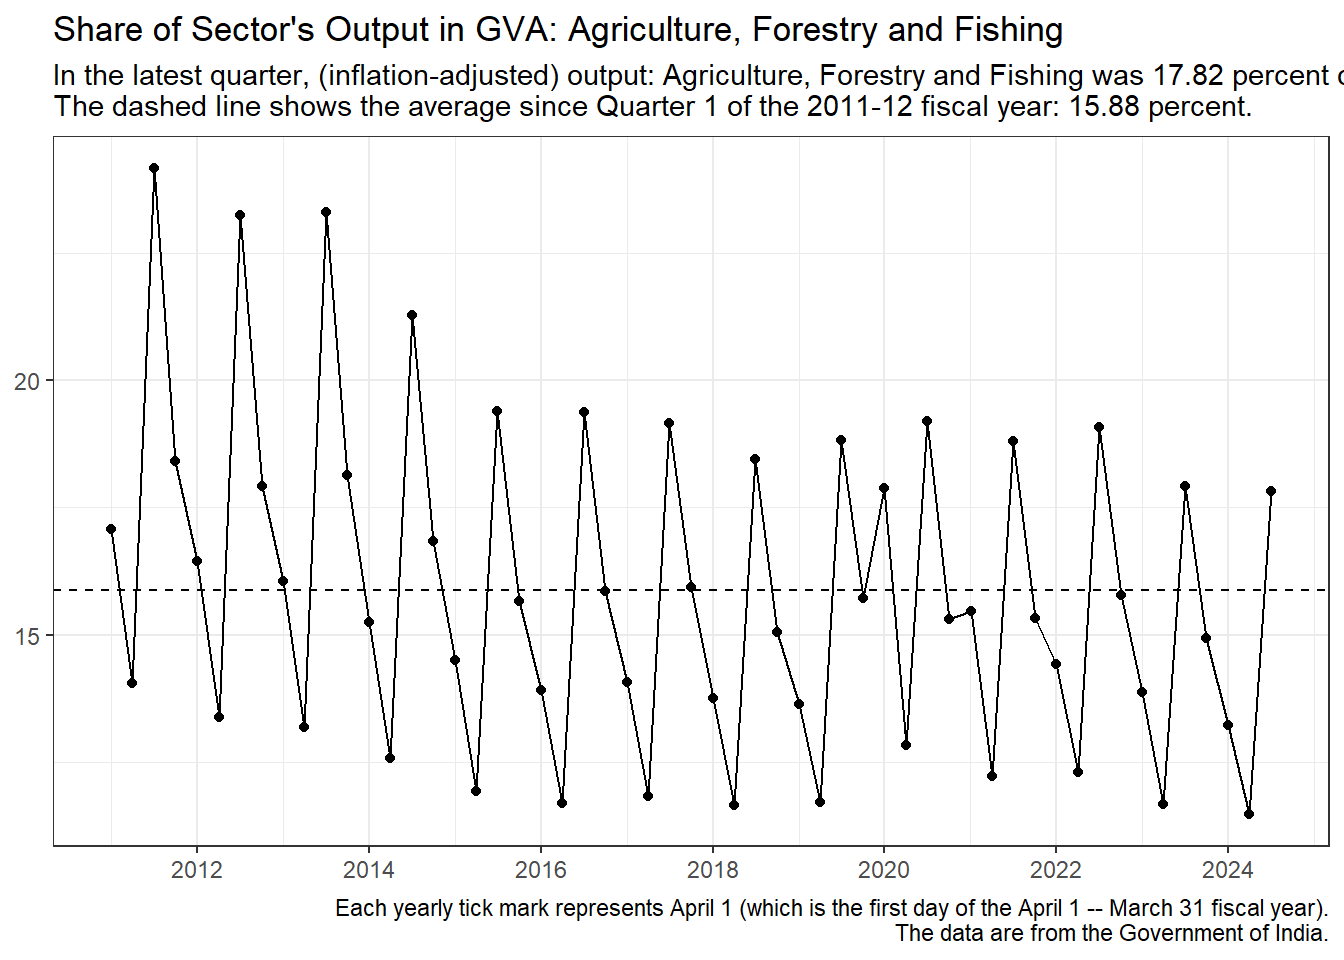 Share of Sector's Output in GVA: Agriculture, Forestry and Fishing
In the latest quarter, (inflation-adjusted) output: Agriculture, Forestry and Fishing was 17.82 percent
The dashed line shows the average since Quarter 1 of the 2011-12 fiscal year: 15.88 percent.
20
15
2012 2014 2016 2018 2020 2022 2024
Each yearly tick mark represents April 1 (which is the first day of the April 1 -- March 31 fiscal year).
The data are from the Government of India.